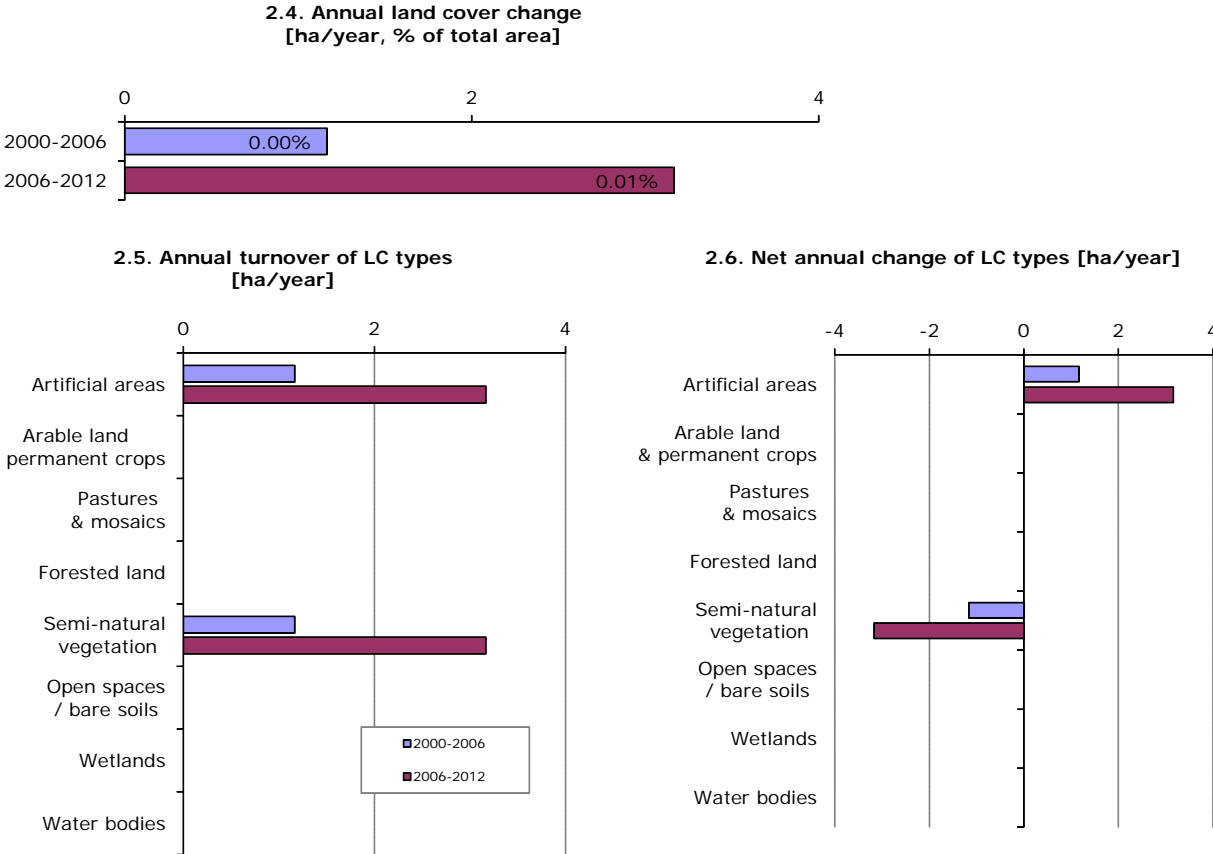 2.4. Annual land cover change
[ha/year, % of total area]
0 2 4
2000-2006 0.00%
2006-2012 0.01%
2.5. Annual turnover of LC types
[ha/year]
0 2 4
Artificial areas
Arable land
permanent crops
Pastures
& mosaics
Forested land
Semi-natural
vegetation
Open spaces
/ bare soils
Wetlands
Water bodies
2000-2006
2006-2012
2.6. Net annual change of LC types [ha/year]
-4 -2 0 2 4
Artificial areas
Arable land
& permanent crops
Pastures
& mosaics
Forested land
Semi-natural
vegetation
Open spaces
/ bare soils
Wetlands
Water bodies